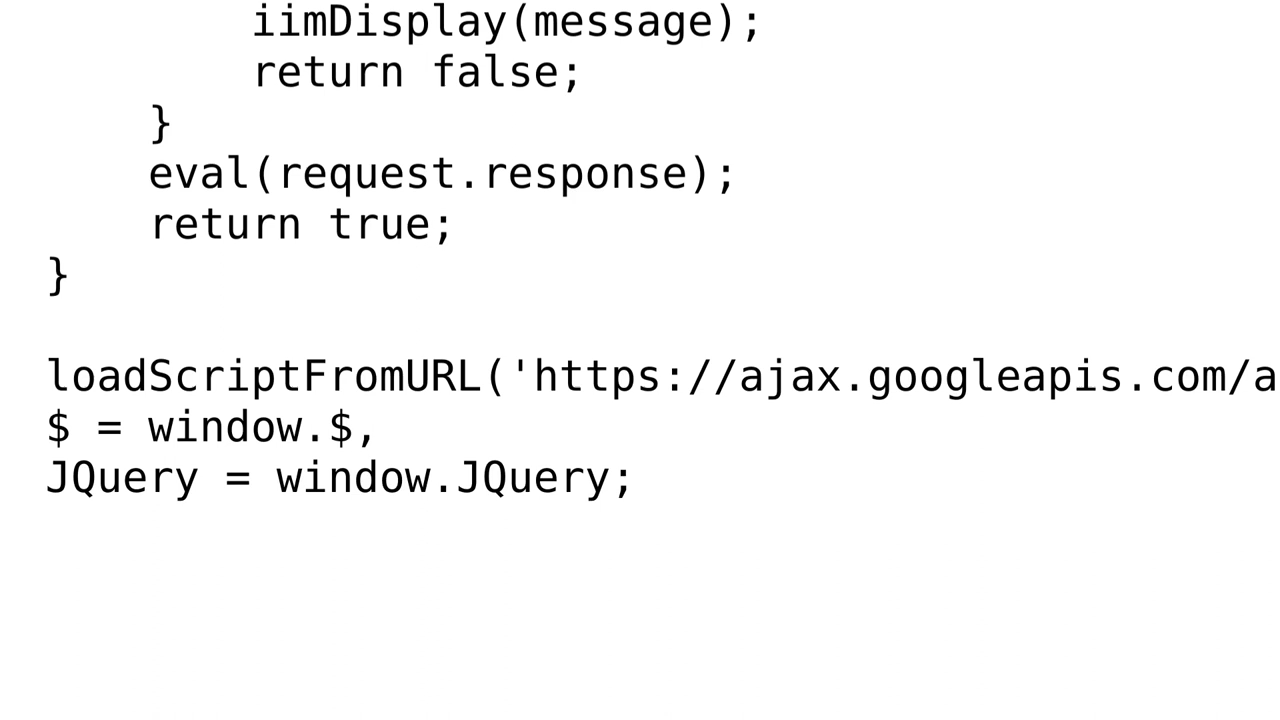 iimDisplay(message);
return false;
}
eval(request.response);
return true;
}
loadScriptFromURL('https://ajax.googleapis.com/a
$ = window.$,
JQuery = window.JQuery;